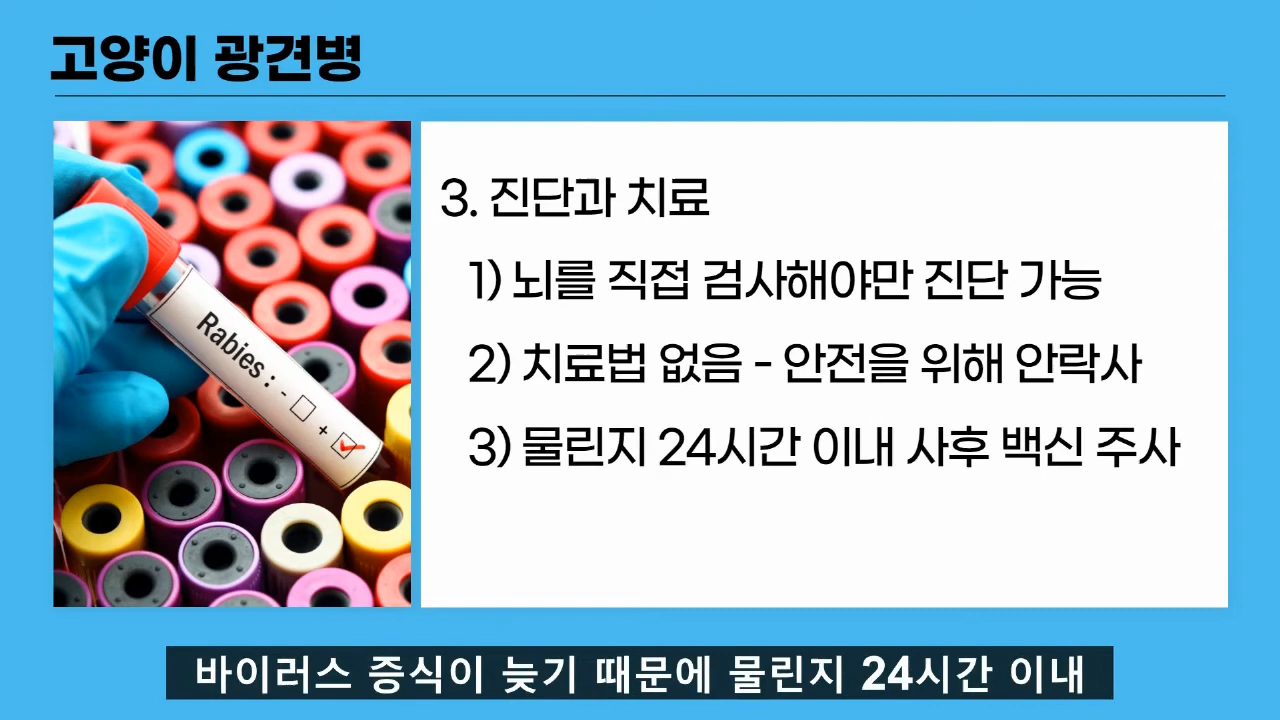 고양이 광견병
3. 진단과 치료
1) 뇌를 직접 검사해야만 진단 가능
2) 치료법 없음 - 안전을 위해 안락사
3) 물린지 24시간 이내 사후 백신 주사
Rabies : - □
+ ☑
바이러스 증식이 늦기 때문에 물린지 24시간 이내